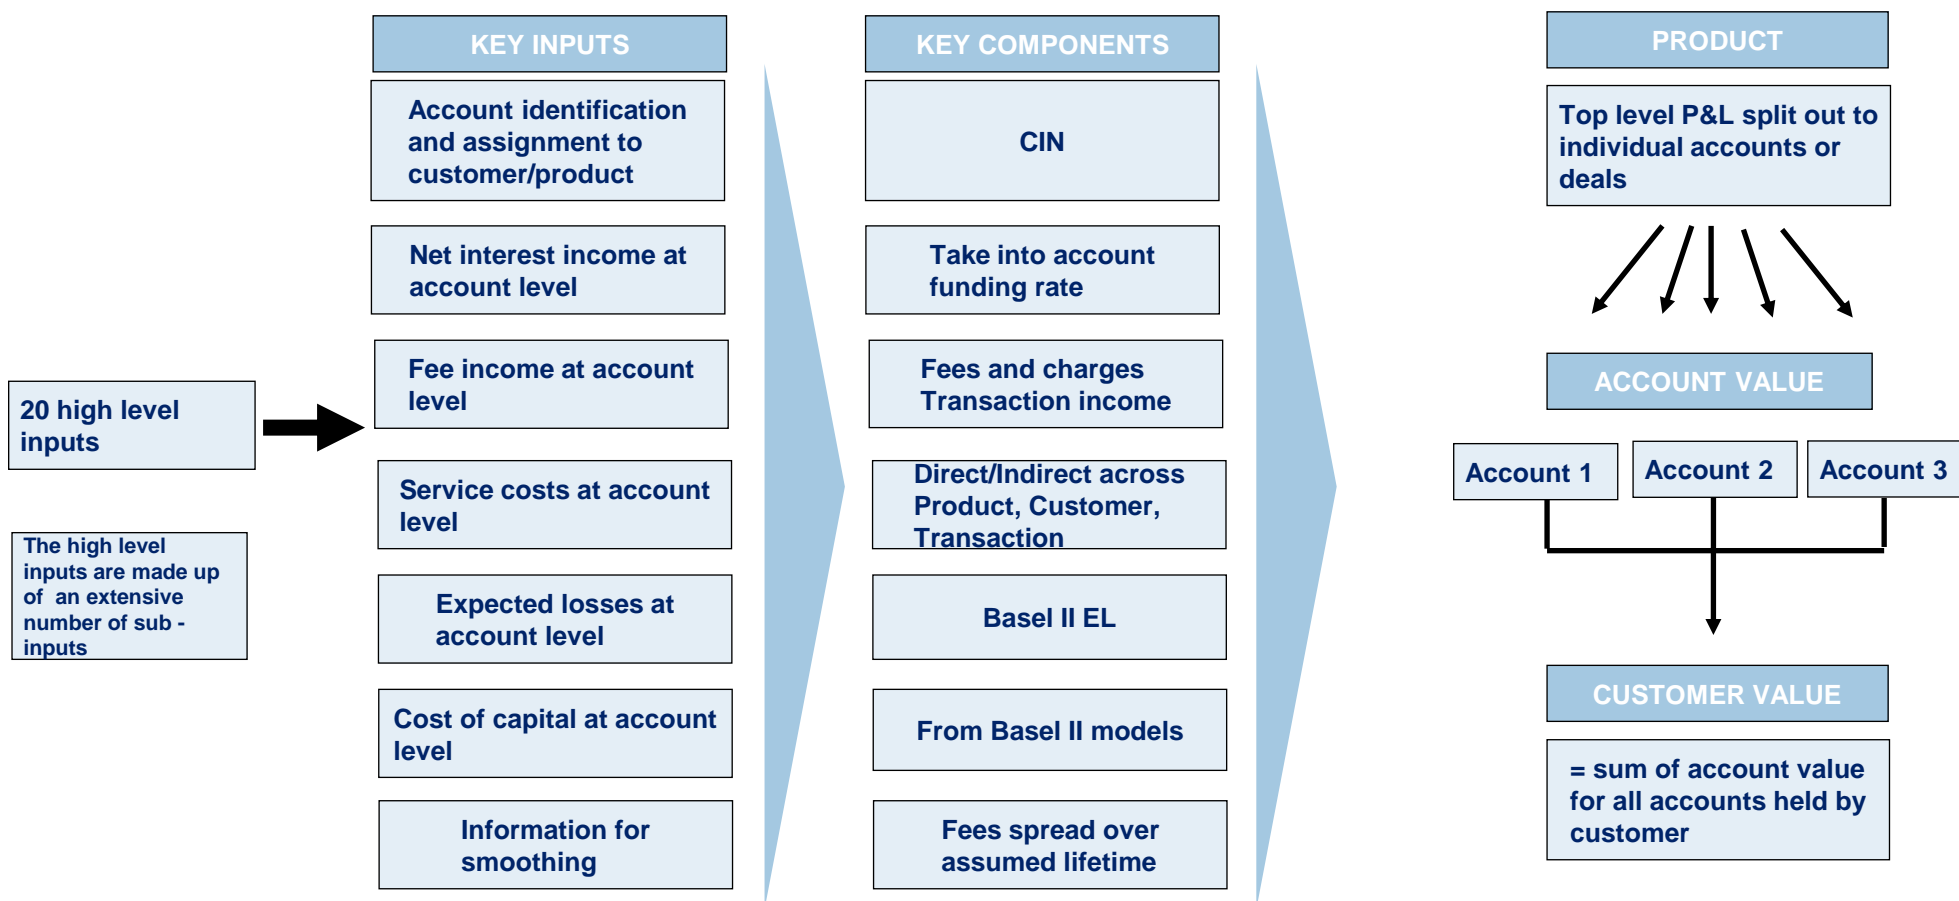 20 high level
inputs
The high level
inputs are made up
of an extensive
number of sub -
inputs
KEY INPUTS
Account identification
and assignment to
customer/product
Net interest income at
account level
Fee income at account
level
Service costs at account
level
Expected losses at
account level
Cost of capital at account
level
Information for
smoothing
KEY COMPONENTS
CIN
Take into account
funding rate
Fees and charges
Transaction income
Direct/Indirect across
Product, Customer,
Transaction
Basel II EL
From Basel II models
Fees spread over
assumed lifetime
PRODUCT
Top level P&L split out to
individual accounts or
deals
ACCOUNT VALUE
Account 1
Account 2
Account 3
CUSTOMER VALUE
= sum of account value
for all accounts held by
customer